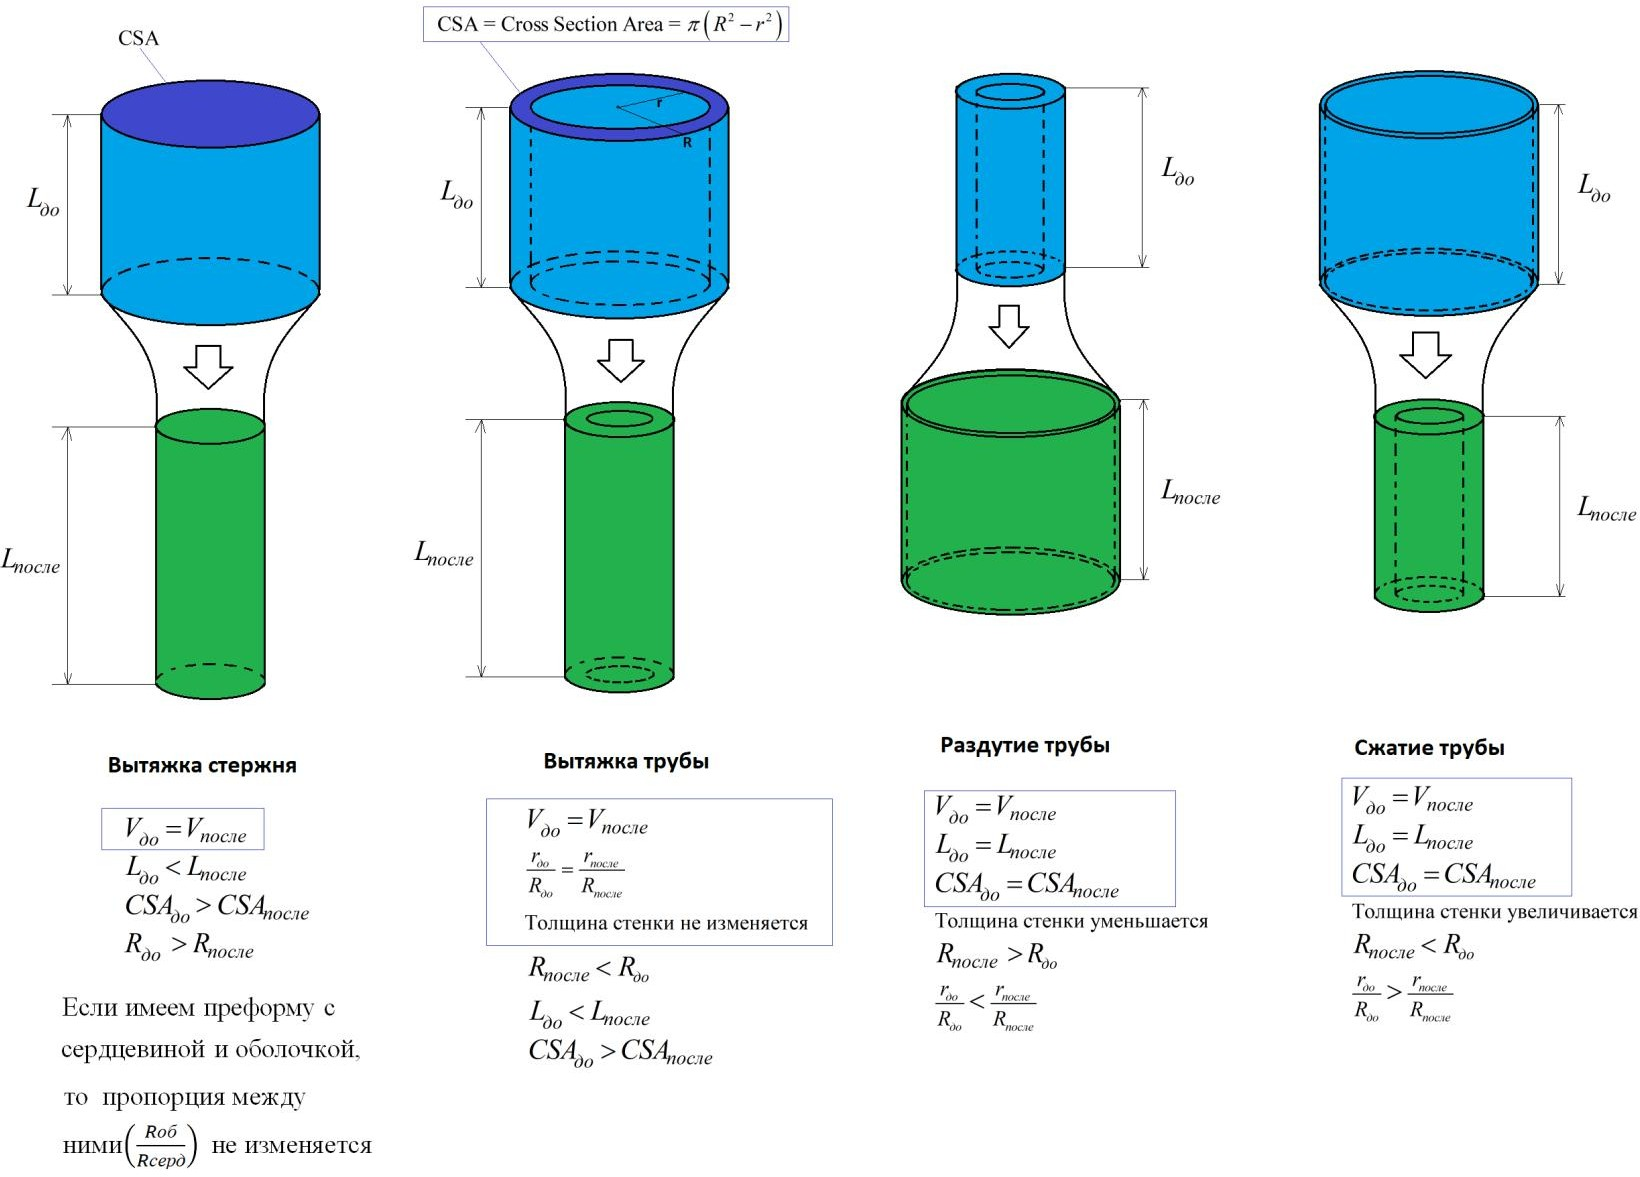 CSA
L_до
L_после
Вытяжка стержня
V_до = V_после
L_до < L_после
CSA_до > CSA_после
R_до > R_после
Если имеем преформу с
сердцевиной и оболочкой,
то пропорция между
ними (Rоб/Rсерд) не изменяется
CSA = Cross Section Area = π(R² − r²)
r
R
L_до
L_после
Вытяжка трубы
V_до = V_после
r_до/R_до = r_после/R_после
Толщина стенки не изменяется
R_после < R_до
L_до < L_после
CSA_до > CSA_после
L_до
L_после
Раздутие трубы
V_до = V_после
L_до = L_после
CSA_до = CSA_после
Толщина стенки уменьшается
R_после > R_до
r_до/R_до < r_после/R_после
L_до
L_после
Сжатие трубы
V_до = V_после
L_до = L_после
CSA_до = CSA_после
Толщина стенки увеличивается
R_после < R_до
r_до/R_до > r_после/R_после